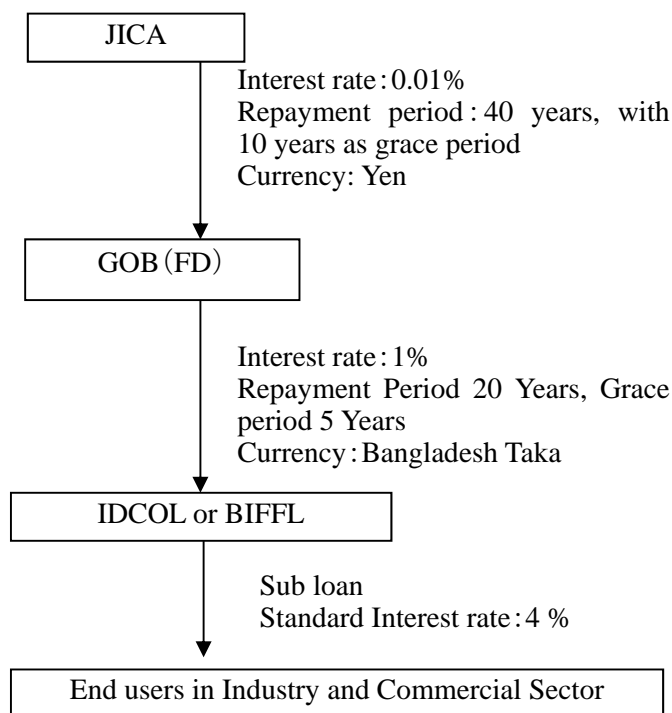 JICA
Interest rate：0.01%
Repayment period：40 years, with
10 years as grace period
Currency: Yen
GOB（FD）
Interest rate：1%
Repayment Period 20 Years, Grace
period 5 Years
Currency：Bangladesh Taka
IDCOL or BIFFL
Sub loan
Standard Interest rate：4 %
End users in Industry and Commercial Sector